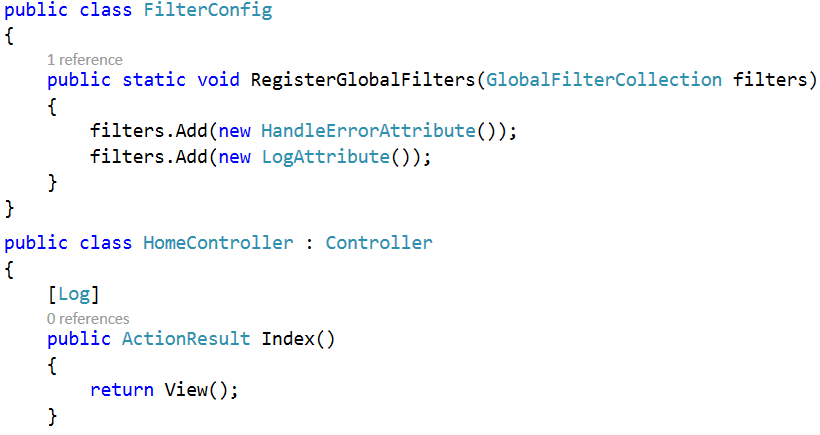 public class FilterConfig
{
    1 reference
    public static void RegisterGlobalFilters(GlobalFilterCollection filters)
    {
        filters.Add(new HandleErrorAttribute());
        filters.Add(new LogAttribute());
    }
}
public class HomeController : Controller
{
    [Log]
    0 references
    public ActionResult Index()
    {
        return View();
    }